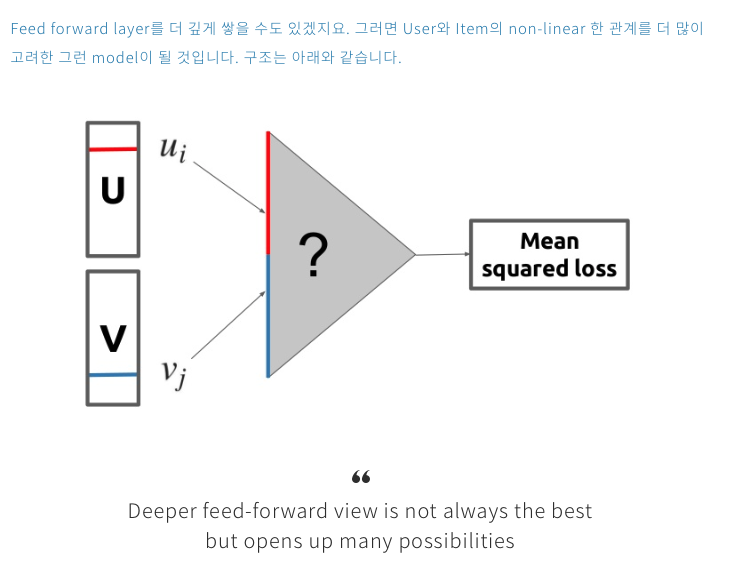 Feed forward layer를 더 깊게 쌓을 수도 있겠지요. 그러면 User와 Item의 non-linear 한 관계를 더 많이
고려한 그런 model이 될 것입니다. 구조는 아래와 같습니다.
U
u_i
?
Mean
squared loss
V
v_j
“
Deeper feed-forward view is not always the best
but opens up many possibilities